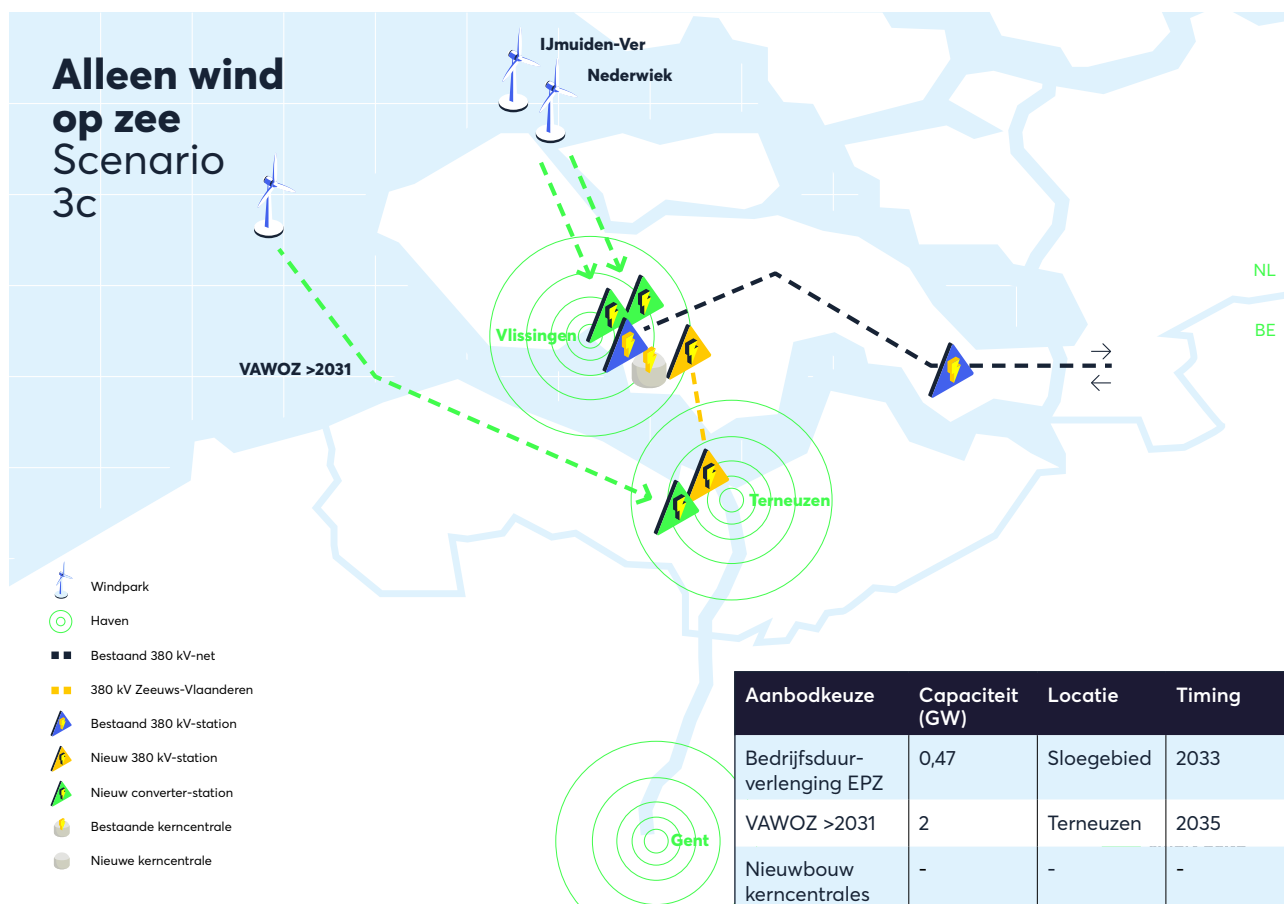 Alleen wind
op zee
Scenario
3c
IJmuiden-Ver
Nederwiek
NL
BE
Vlissingen
VAWOZ >2031
Terneuzen
Gent
Windpark
Haven
Bestaand 380 kV-net
380 kV Zeeuws-Vlaanderen
Bestaand 380 kV-station
Nieuw 380 kV-station
Nieuw converter-station
Bestaande kerncentrale
Nieuwe kerncentrale
Aanbodkeuze Capaciteit Locatie Timing
(GW)
Bedrijfsduur- 0,47 Sloegebied 2033
verlenging EPZ
VAWOZ >2031 2 Terneuzen 2035
Nieuwbouw - - -
kerncentrales